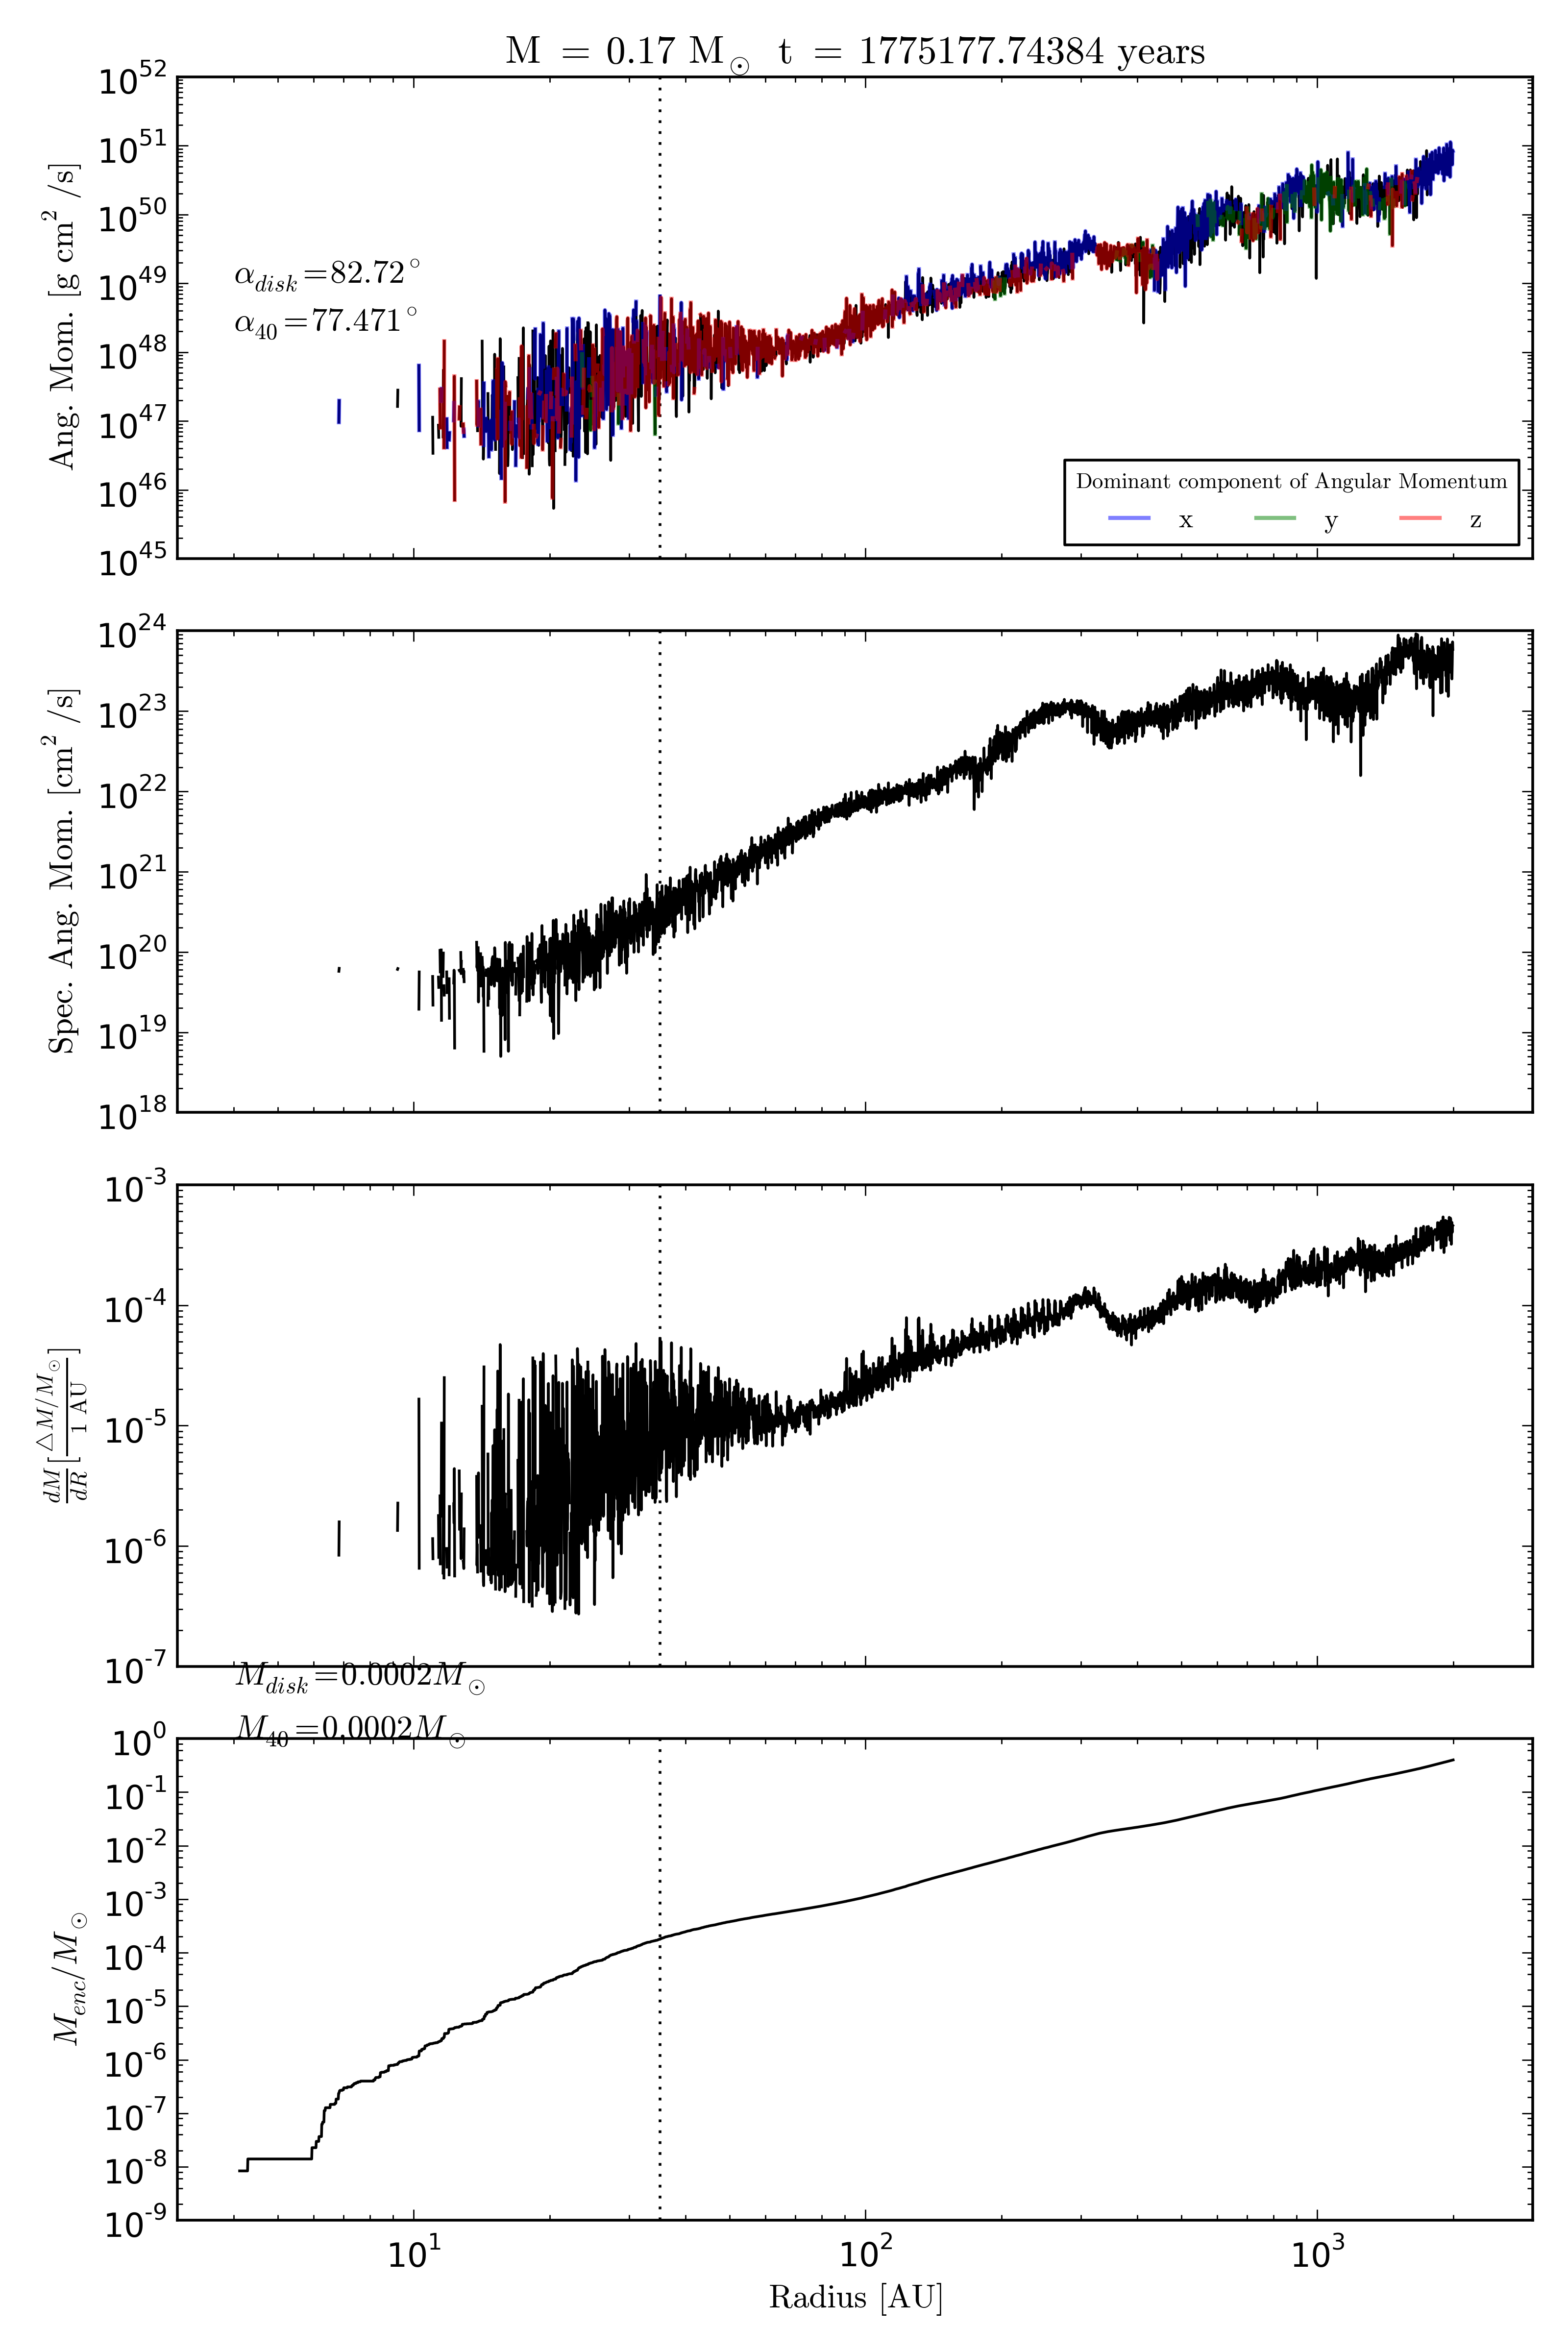 M = 0.17 M⊙ t = 1775177.74384 years
10^52
10^51
10^50
10^49
10^48
10^47
10^46
10^45
Ang. Mom. [g cm² /s]
α_disk=82.72°
α_40=77.471°
Dominant component of Angular Momentum
x y z
10^24
10^23
10^22
10^21
10^20
10^19
10^18
Spec. Ang. Mom. [cm² /s]
10^-3
10^-4
10^-5
10^-6
10^-7
dM/dR [△M/M⊙ / 1 AU]
M_disk=0.0002M⊙
M_40=0.0002M⊙
10^0
10^-1
10^-2
10^-3
10^-4
10^-5
10^-6
10^-7
10^-8
10^-9
M_enc/M⊙
10^1 10^2 10^3
Radius [AU]